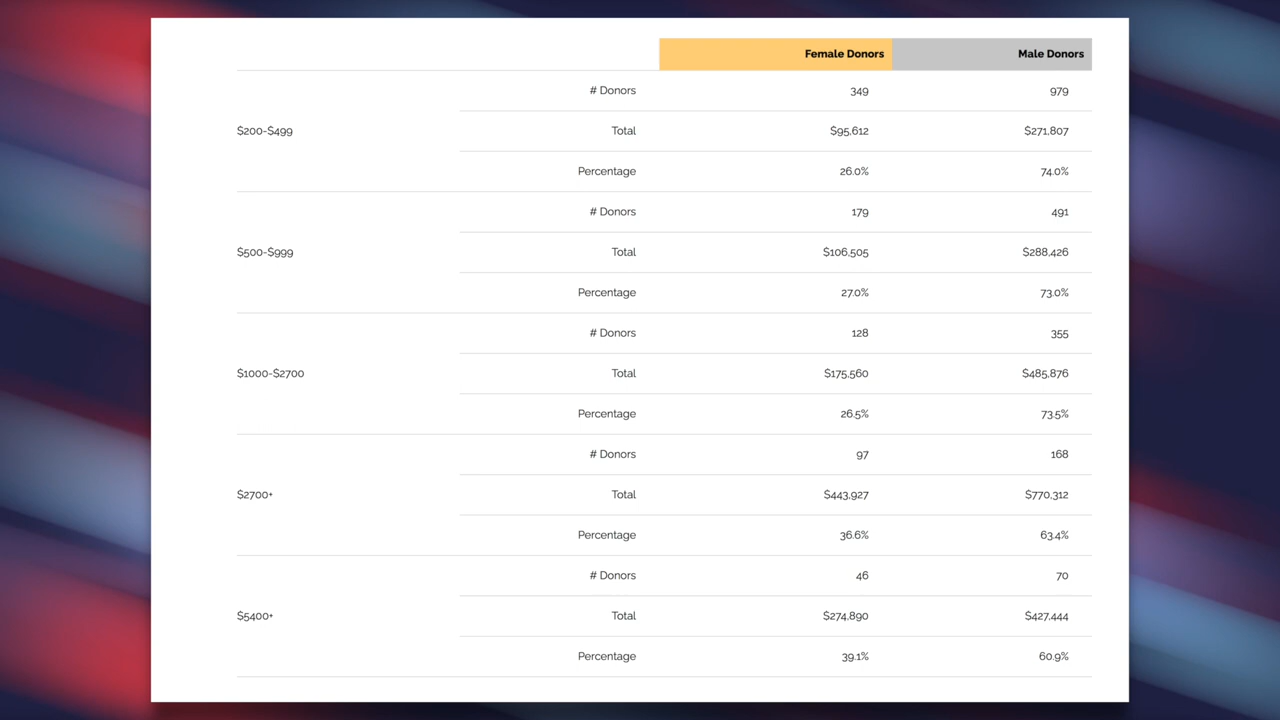 Female Donors Male Donors
# Donors 349 979
$200-$499 Total $95,612 $271,807
Percentage 26.0% 74.0%
# Donors 179 491
$500-$999 Total $106,505 $288,426
Percentage 27.0% 73.0%
# Donors 128 355
$1000-$2700 Total $175,560 $485,876
Percentage 26.5% 73.5%
# Donors 97 168
$2700+ Total $443,927 $770,312
Percentage 36.6% 63.4%
# Donors 46 70
$5400+ Total $274,890 $427,444
Percentage 39.1% 60.9%